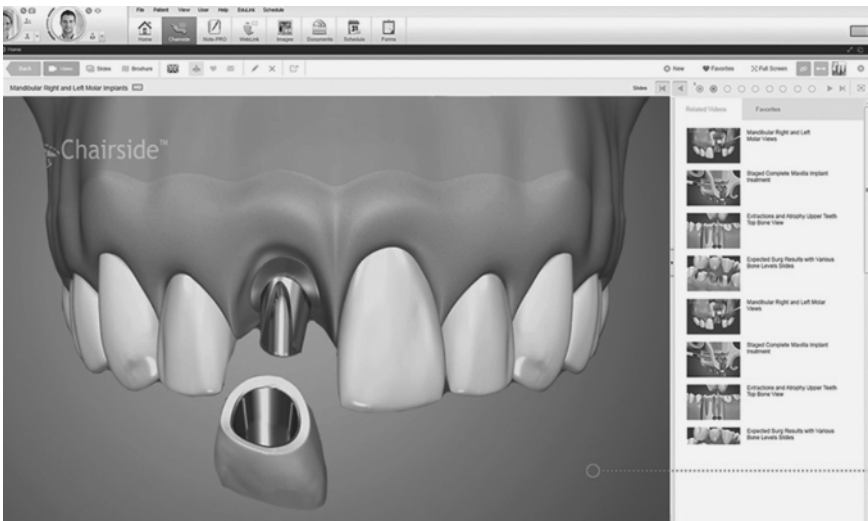 File Patient View User Help EduLink Schedule
Home Chairside Note PRO WebLink Images Documents Schedule Forms
Home
Back Video Slides Brochure
New Favorites Full Screen
Mandibular Right and Left Molar Implants
Slides
Chairside™
Related Videos Favorites
Mandibular Right and Left
Molar Views
Staged Complete Maxilla Implant
treatment
Extractions and Atrophy Upper Teeth
Top Bone View
Expected Surg Results with Various
Bone Levels Slides
Mandibular Right and Left Molar
Views
Staged Complete Maxilla Implant
treatment
Extractions and Atrophy Upper Teeth
Top Bone View
Expected Surg Results with Various
Bone Levels Slides